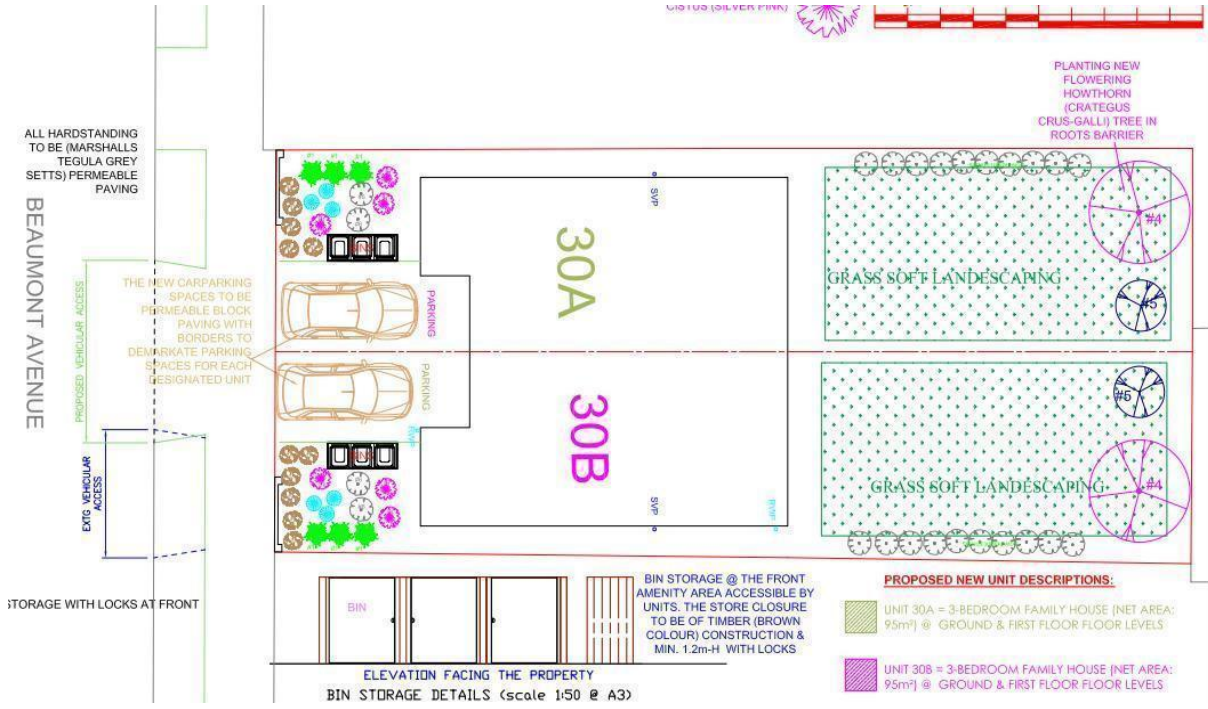 CISTUS (SILVER PINK)
PLANTING NEW
FLOWERING
HOWTHORN
(CRATEGUS
CRUS-GALLI) TREE IN
ROOTS BARRIER
ALL HARDSTANDING
TO BE (MARSHALLS
TEGULA GREY
SETTS) PERMEABLE
PAVING
BEAUMONT AVENUE
PROPOSED VEHICULAR ACCESS
EXTG VEHICULAR
ACCESS
THE NEW CARPARKING
SPACES TO BE
PERMEABLE BLOCK
PAVING WITH
BORDERS TO
DEMARKATE PARKING
SPACES FOR EACH
DESIGNATED UNIT
BINS
PARKING
PARKING
RWP
BINS
SVP
30A
30B
SVP
RWP
GRASS SOFT LANDESCAPING
#4
#5
#5
GRASS SOFT LANDESCAPING
#4
STORAGE WITH LOCKS AT FRONT
BIN
ELEVATION FACING THE PROPERTY
BIN STORAGE DETAILS (scale 1:50 @ A3)
BIN STORAGE @ THE FRONT
AMENITY AREA ACCESSIBLE BY
UNITS. THE STORE CLOSURE
TO BE OF TIMBER (BROWN
COLOUR) CONSTRUCTION &
MIN. 1.2m-H WITH LOCKS
PROPOSED NEW UNIT DESCRIPTIONS:
UNIT 30A = 3-BEDROOM FAMILY HOUSE (NET AREA:
95m²) @ GROUND & FIRST FLOOR FLOOR LEVELS
UNIT 30B = 3-BEDROOM FAMILY HOUSE (NET AREA:
95m²) @ GROUND & FIRST FLOOR FLOOR LEVELS